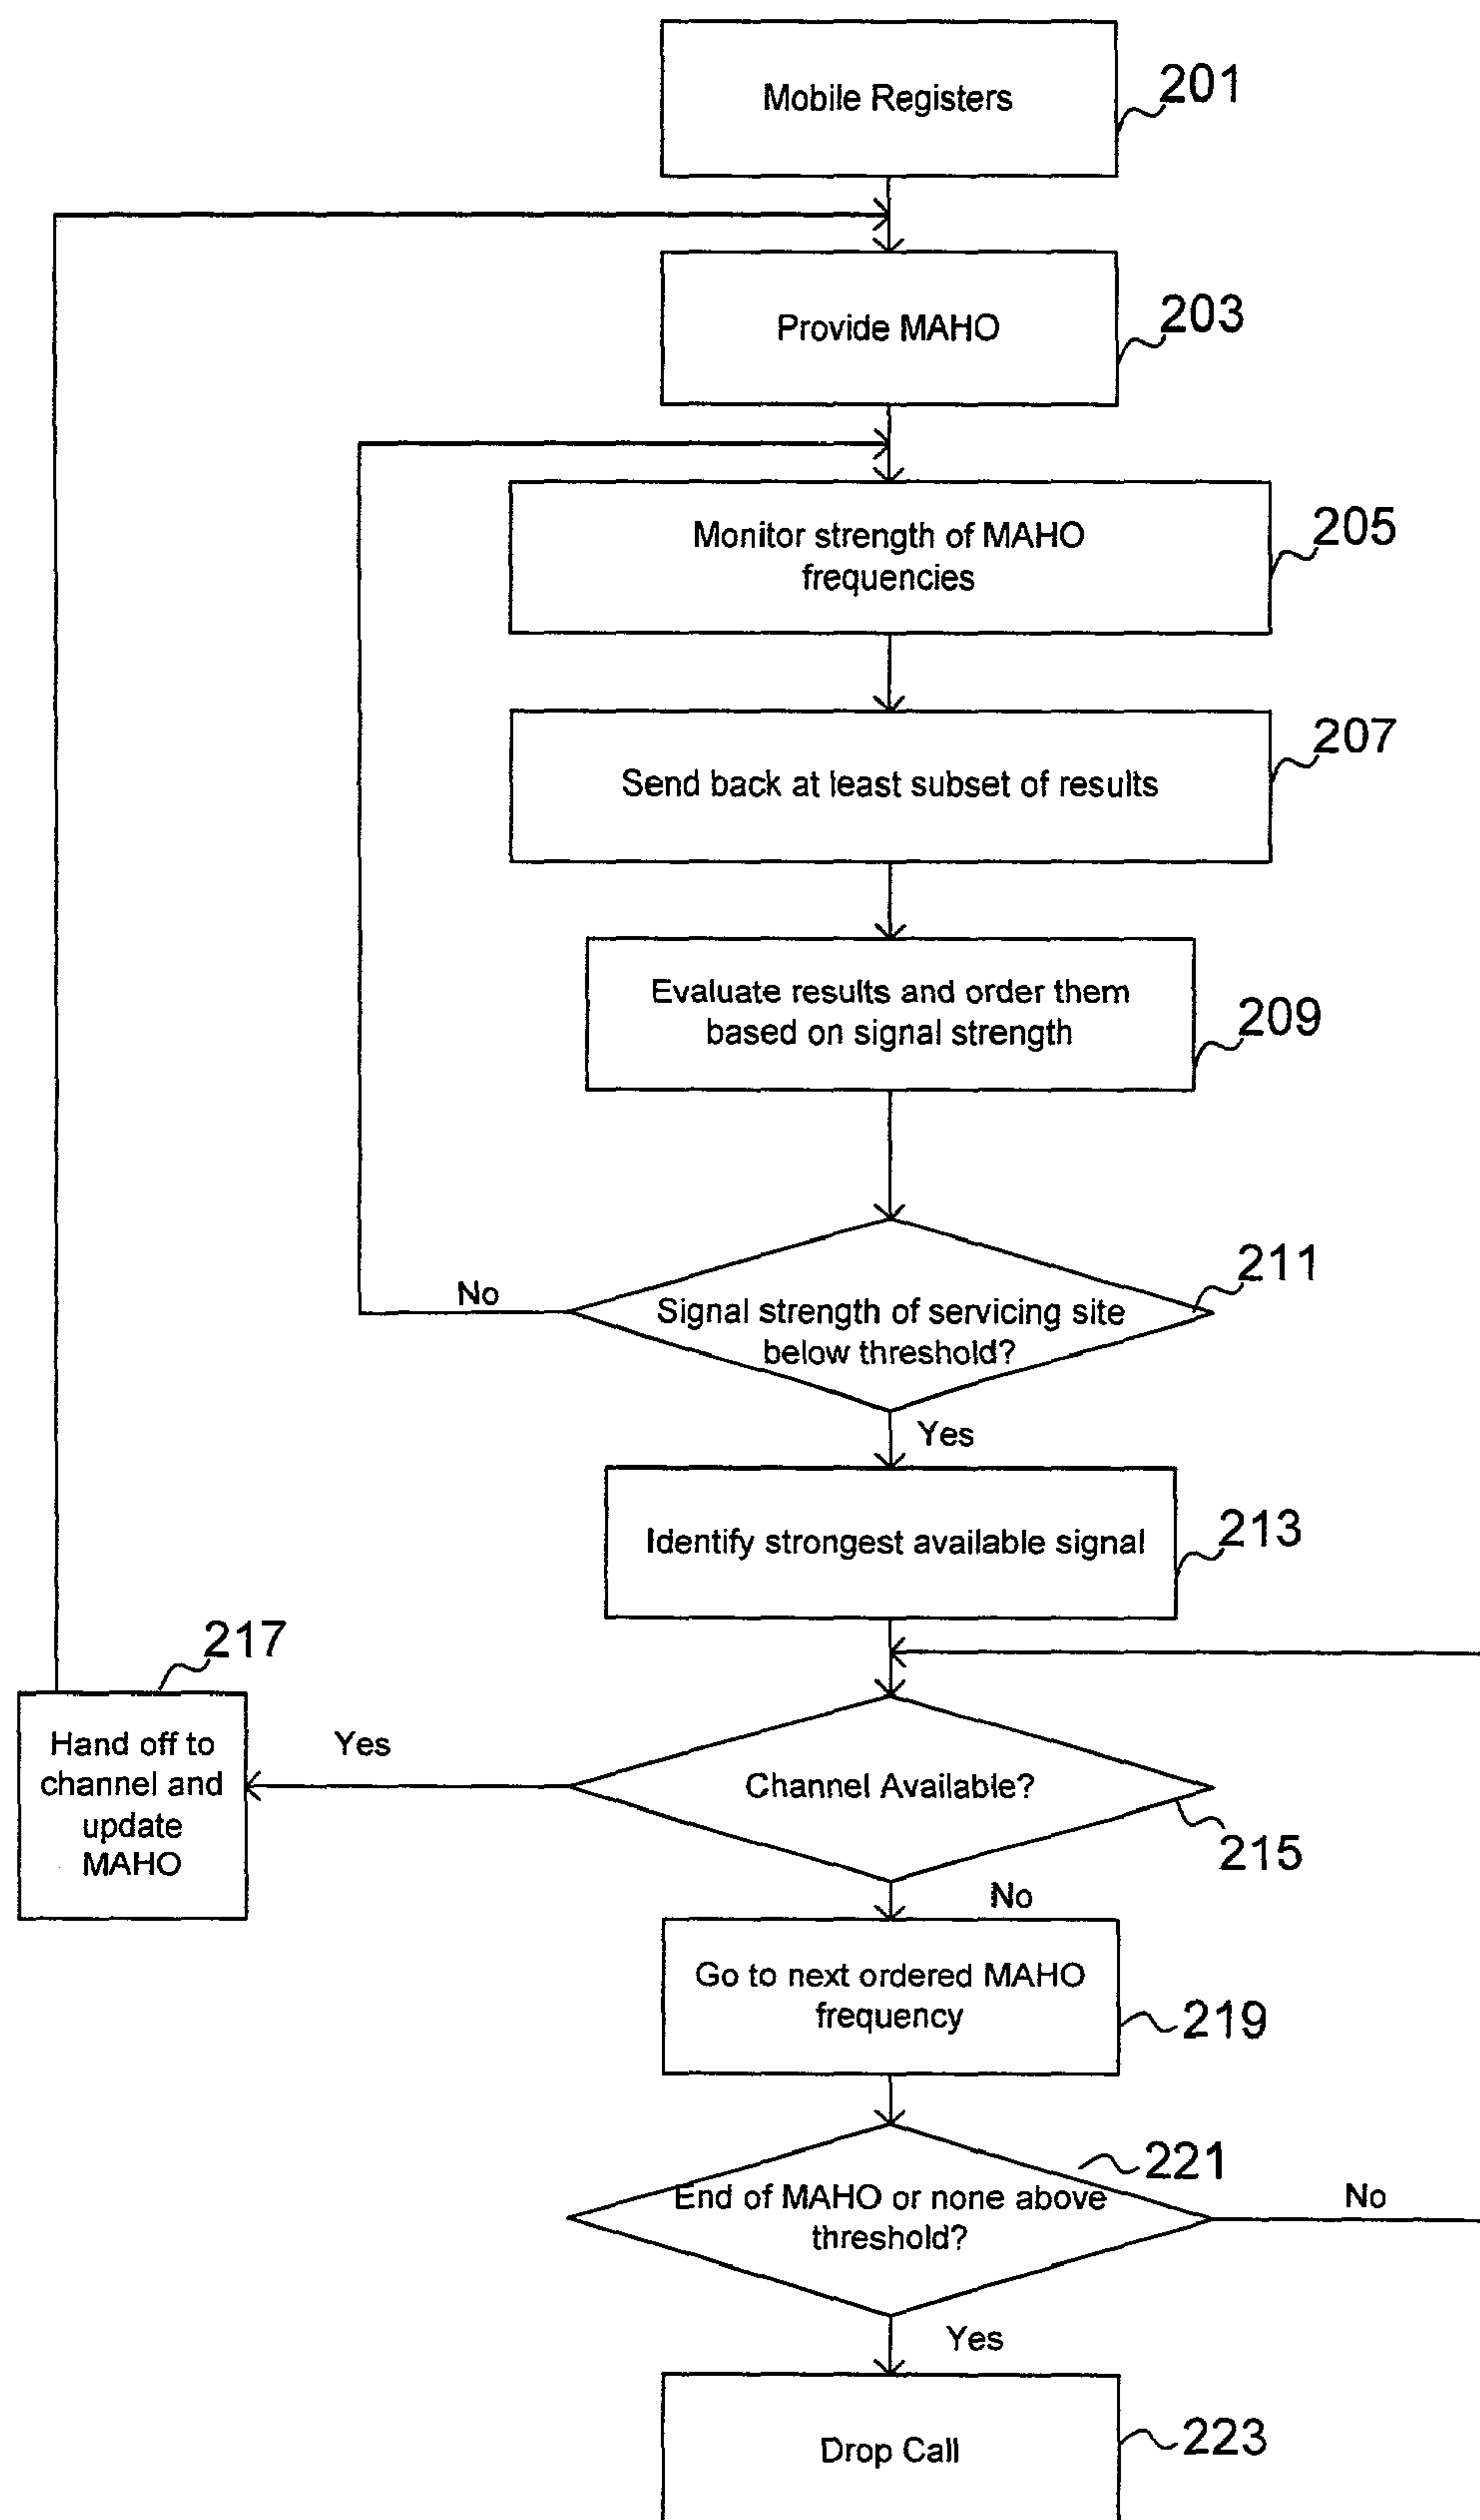 Mobile Registers
201
Provide MAHO
203
Monitor strength of MAHO
frequencies
205
Send back at least subset of results
207
Evaluate results and order them
based on signal strength
209
Signal strength of servicing site
below threshold?
211
No
Yes
Identify strongest available signal
213
217
Hand off to
channel and
update
MAHO
Yes
Channel Available?
215
No
Go to next ordered MAHO
frequency
219
End of MAHO or none above
threshold?
221
No
Yes
Drop Call
223